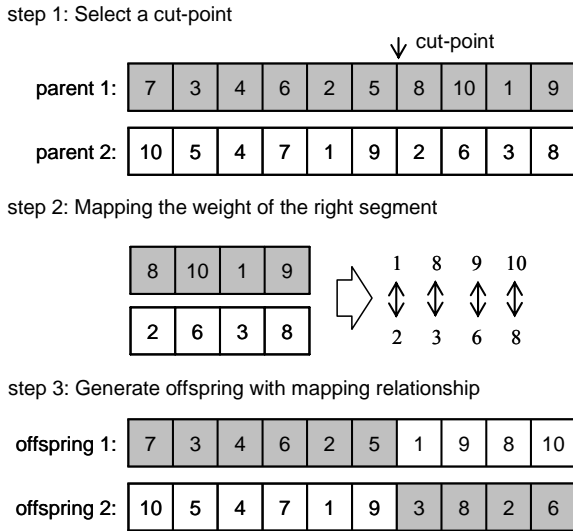 step 1: Select a cut-point
cut-point
parent 1: 7 3 4 6 2 5 8 10 1 9
parent 2: 10 5 4 7 1 9 2 6 3 8
step 2: Mapping the weight of the right segment
8 10 1 9
2 6 3 8
1 8 9 10
2 3 6 8
step 3: Generate offspring with mapping relationship
offspring 1: 7 3 4 6 2 5 1 9 8 10
offspring 2: 10 5 4 7 1 9 3 8 2 6